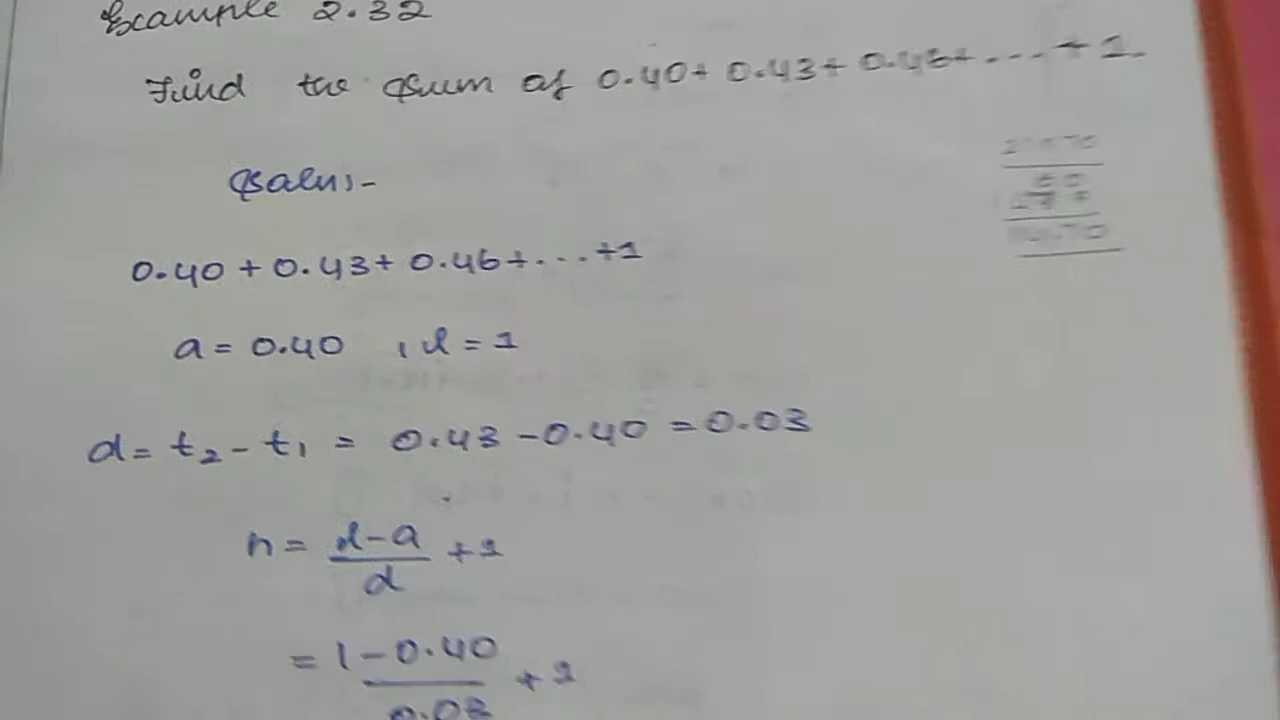 Example 2.32
Find the Sum of 0.40+ 0.43+ 0.46+ ... + 1.
Soln:-
0.40 + 0.43 + 0.46 + ... +1
a = 0.40 , l = 1
d = t₂ - t₁ = 0.43 - 0.40 = 0.03
n = l-a/d +1
= 1-0.40/0.03 + 1